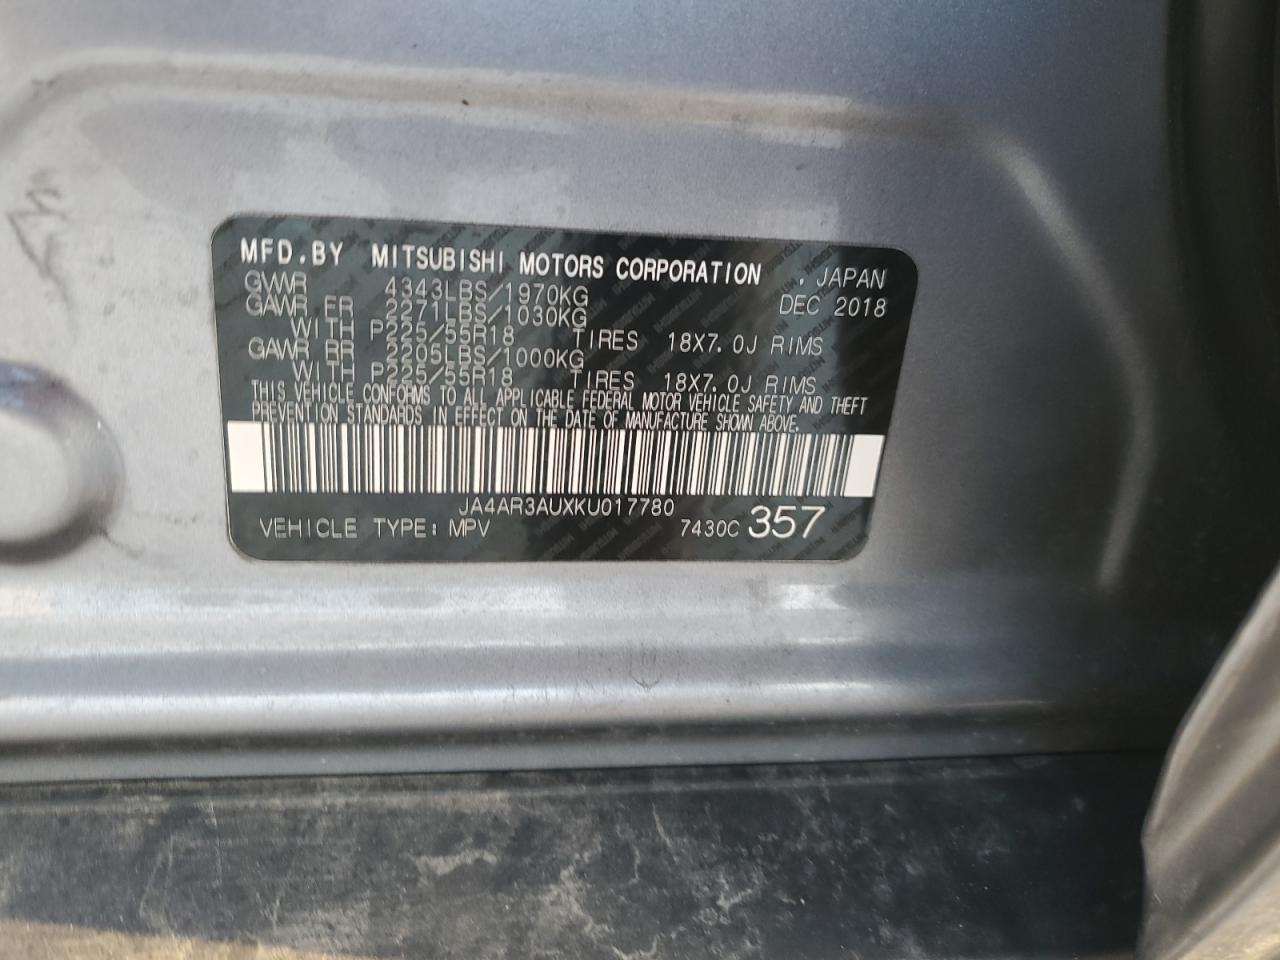 MFD.BY MITSUBISHI MOTORS CORPORATION , JAPAN
GVWR 4343LBS/1970KG DEC 2018
GAWR FR 2271LBS/1030KG
WITH P225/55R18 TIRES 18X7.0J RIMS
GAWR RR 2205LBS/1000KG
WITH P225/55R18 TIRES 18X7.0J RIMS
THIS VEHICLE CONFORMS TO ALL APPLICABLE FEDERAL MOTOR VEHICLE SAFETY AND THEFT
PREVENTION STANDARDS IN EFFECT ON THE DATE OF MANUFACTURE SHOWN ABOVE.
JA4AR3AUXKU017780
VEHICLE TYPE: MPV 7430C 357